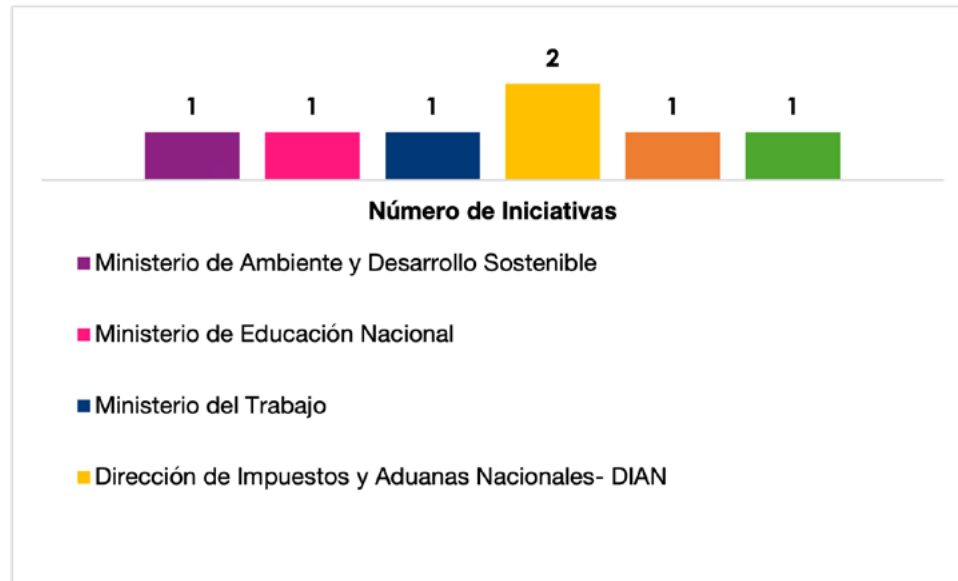 2
1 1 1 1 1
Número de Iniciativas
Ministerio de Ambiente y Desarrollo Sostenible
Ministerio de Educación Nacional
Ministerio del Trabajo
Dirección de Impuestos y Aduanas Nacionales- DIAN